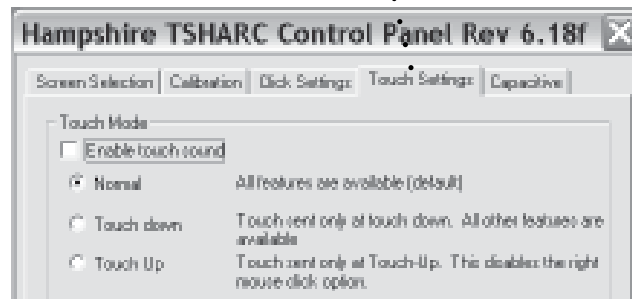 Hampshire TSHARC Control Panel Rev 6.18f
Screen Selection Calibration Click Settings Touch Settings Capacitive
Touch Mode
Enable touch sound
Normal All features are available (default)
Touch down Touch sent only at touch down. All other features are
available
Touch Up Touch sent only at Touch-Up. This disables the right
mouse click option.